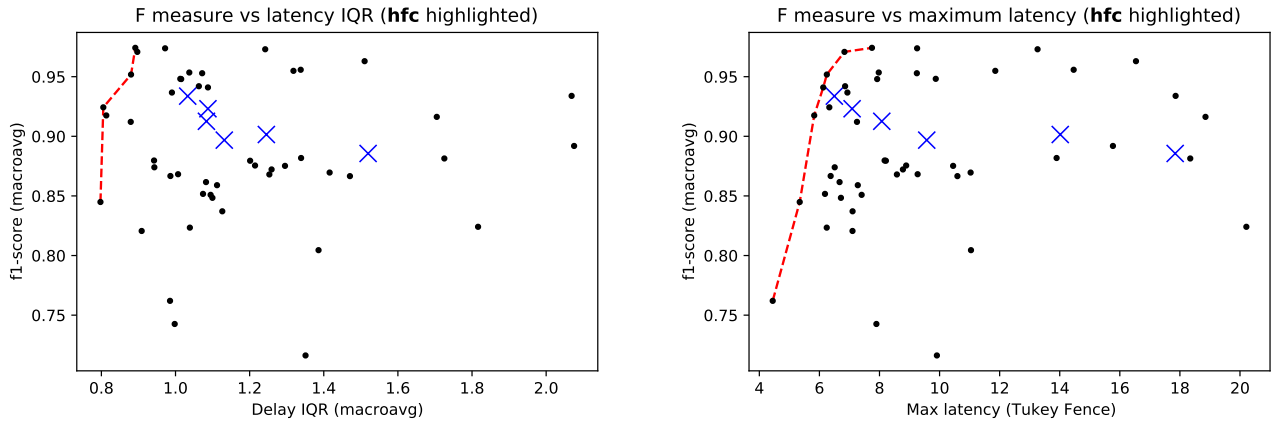 F measure vs latency IQR (hfc highlighted)
0.95
0.90
0.85
0.80
0.75
f1-score (macroavg)
0.8 1.0 1.2 1.4 1.6 1.8 2.0
Delay IQR (macroavg)
F measure vs maximum latency (hfc highlighted)
0.95
0.90
0.85
0.80
0.75
f1-score (macroavg)
4 6 8 10 12 14 16 18 20
Max latency (Tukey Fence)